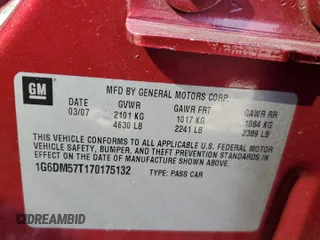 GM
MFD BY GENERAL MOTORS CORP
DATE GVWR GAWR FRT GAWR RR
03/07 2101 KG 1017 KG 1084 KG
4630 LB 2241 LB 2389 LB
THIS VEHICLE CONFORMS TO ALL APPLICABLE U.S. FEDERAL MOTOR
VEHICLE SAFETY, BUMPER, AND THEFT PREVENTION STANDARDS IN
EFFECT ON THE DATE OF MANUFACTURE SHOWN ABOVE.
1G6DM57T170175132 TYPE: PASS CAR
AUTOBIDMB